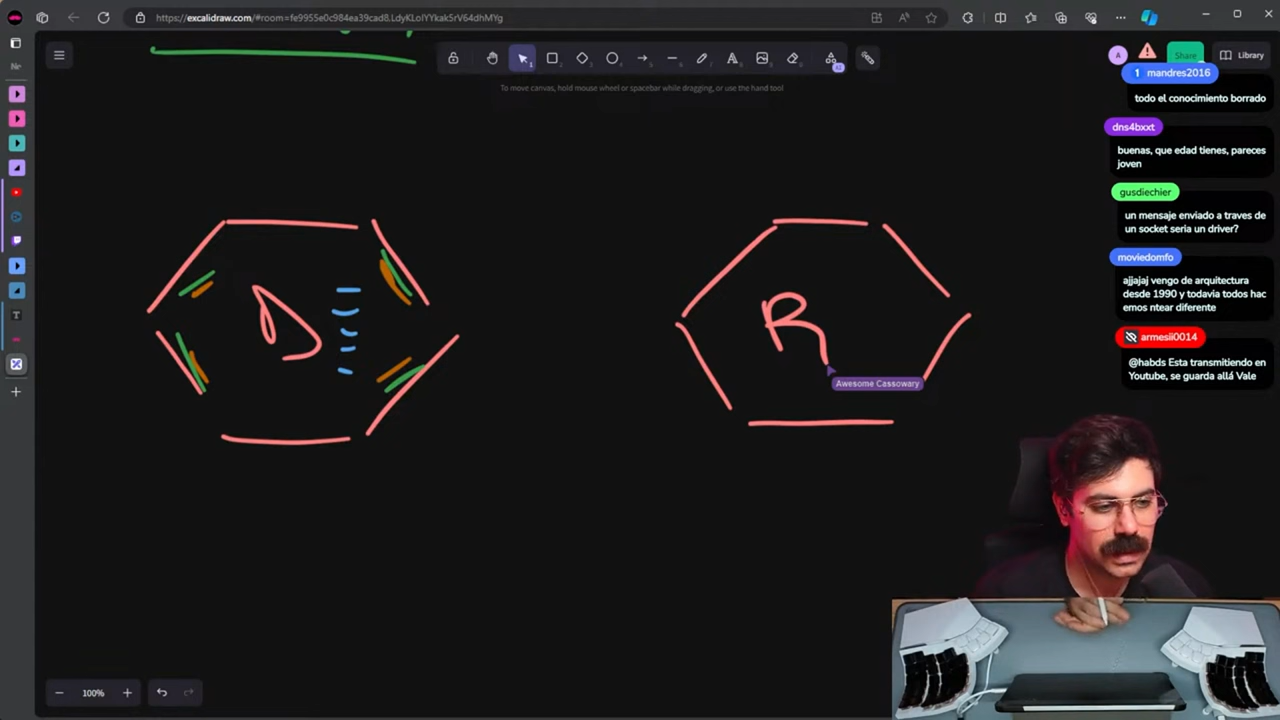 https://excalidraw.com/#room=fe9955e0c984ea39cad8,LdyKLolYYkak5rV64dhMYg
Share
Library
To move canvas, hold mouse wheel or spacebar while dragging, or use the hand tool
1 mandres2016
todo el conocimiento borrado
dns4bxxt
buenas, que edad tienes, pareces
joven
gusdiechier
un mensaje enviado a traves de
un socket seria un driver?
moviedomfo
ajjajaj vengo de arquitectura
desde 1990 y todavia todos hac
emos ntear diferente
armesii0014
@habds Esta transmitiendo en
Youtube, se guarda allá Vale
D
R
Awesome Cassowary
100%